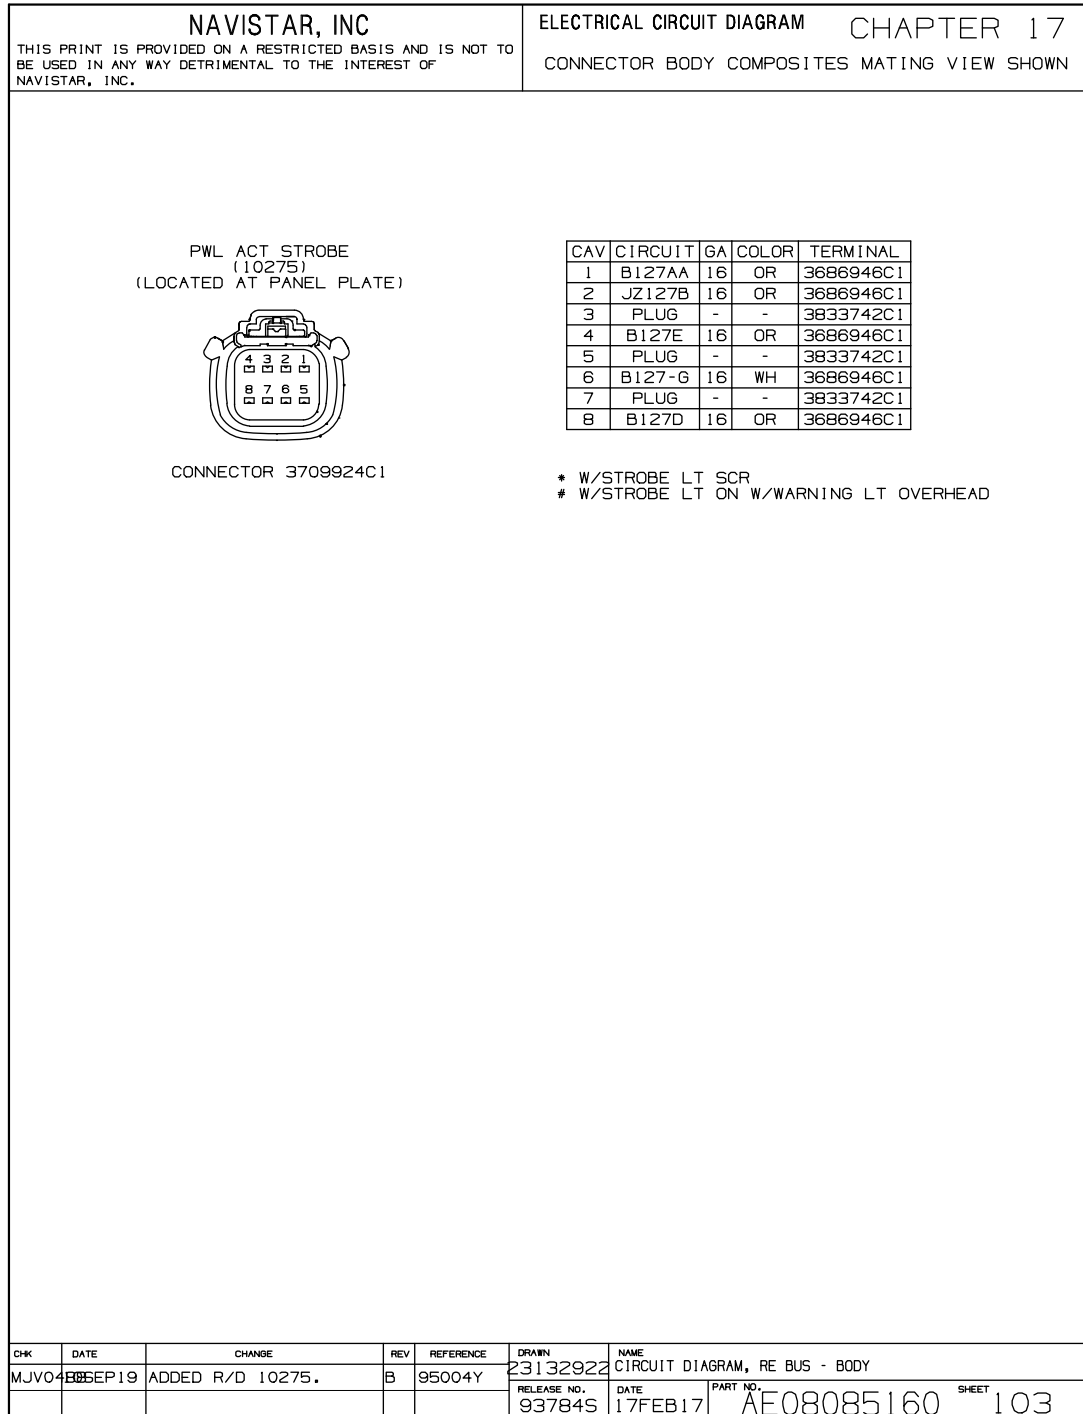 NAVISTAR, INC
THIS PRINT IS PROVIDED ON A RESTRICTED BASIS AND IS NOT TO
BE USED IN ANY WAY DETRIMENTAL TO THE INTEREST OF
NAVISTAR, INC.
ELECTRICAL CIRCUIT DIAGRAM CHAPTER 17
CONNECTOR BODY COMPOSITES MATING VIEW SHOWN
PWL ACT STROBE
(10275)
(LOCATED AT PANEL PLATE)
4 3 2 1
8 7 6 5
CONNECTOR 3709924C1
CAV CIRCUIT GA COLOR TERMINAL
1 B127AA 16 OR 3686946C1
2 JZ127B 16 OR 3686946C1
3 PLUG - - 3833742C1
4 B127E 16 OR 3686946C1
5 PLUG - - 3833742C1
6 B127-G 16 WH 3686946C1
7 PLUG - - 3833742C1
8 B127D 16 OR 3686946C1
* W/STROBE LT SCR
# W/STROBE LT ON W/WARNING LT OVERHEAD
CHK DATE CHANGE REV REFERENCE
SEP19 ADDED R/D 10275. B 95004Y
DRAWN
23132922
NAME
CIRCUIT DIAGRAM, RE BUS - BODY
RELEASE NO.
93784S
DATE
17FEB17
PART NO.
AE08085160
SHEET
103